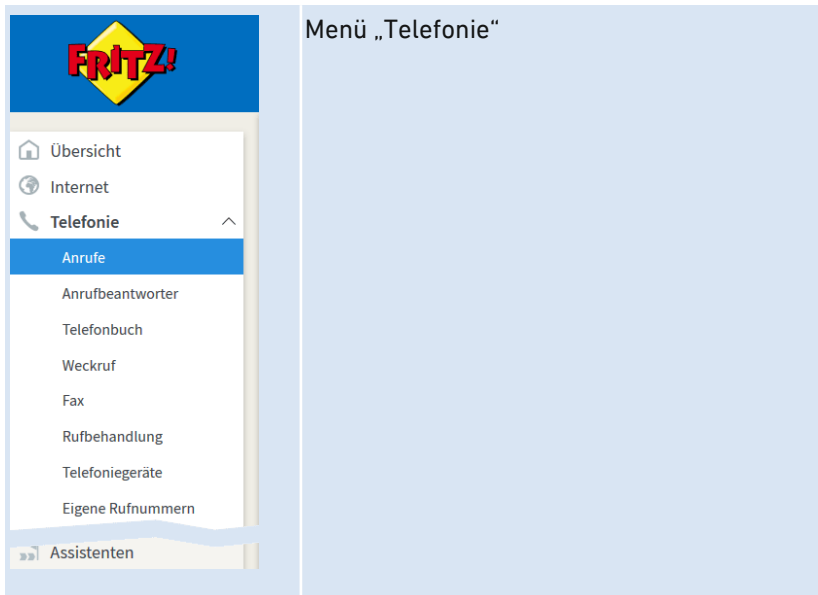 FRITZ!
Menü „Telefonie“
Übersicht
Internet
Telefonie
Anrufe
Anrufbeantworter
Telefonbuch
Weckruf
Fax
Rufbehandlung
Telefoniegeräte
Eigene Rufnummern
Assistenten